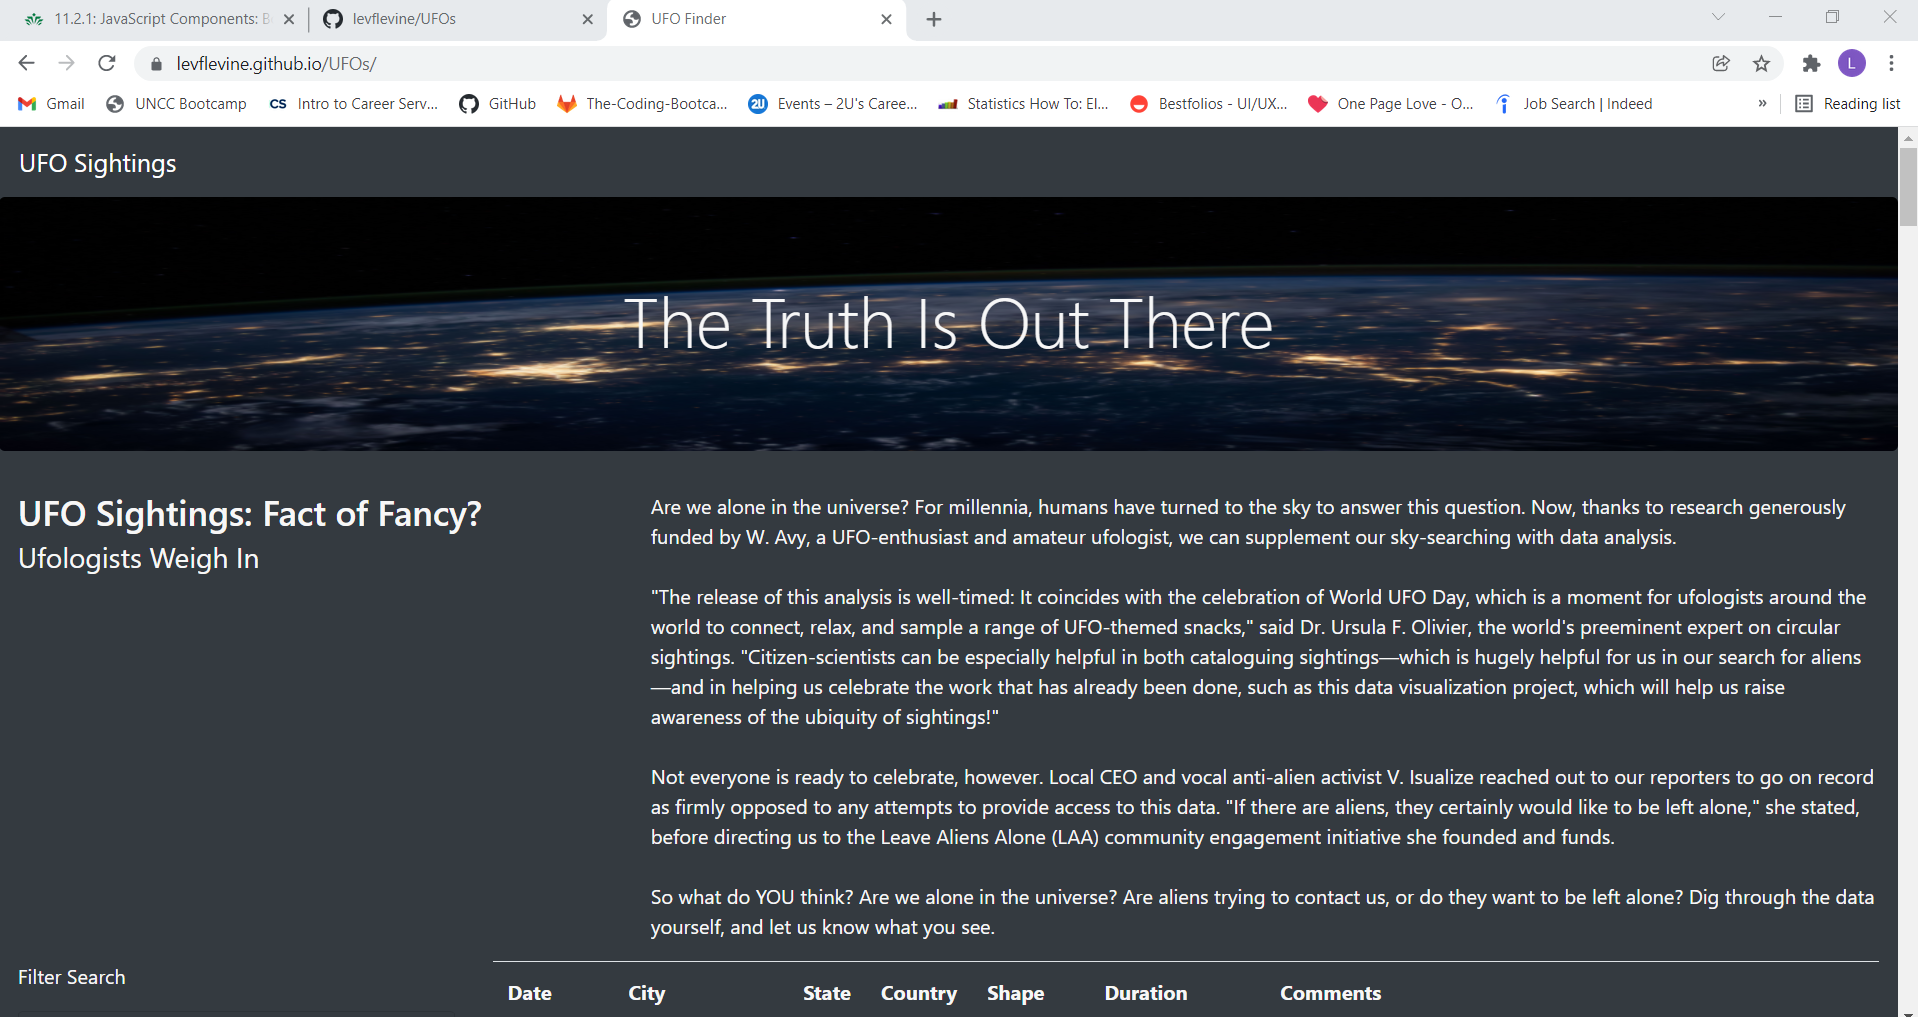 11.2.1: JavaScript Components: B
levflevine/UFOs
UFO Finder
levflevine.github.io/UFOs/
L
Gmail
UNCC Bootcamp
CS Intro to Career Serv...
GitHub
The-Coding-Bootca...
2U Events – 2U's Caree...
Statistics How To: El...
Bestfolios - UI/UX...
One Page Love - O...
Job Search | Indeed
»
Reading list
UFO Sightings
The Truth Is Out There
UFO Sightings: Fact of Fancy?
Ufologists Weigh In
Are we alone in the universe? For millennia, humans have turned to the sky to answer this question. Now, thanks to research generously
funded by W. Avy, a UFO-enthusiast and amateur ufologist, we can supplement our sky-searching with data analysis.
"The release of this analysis is well-timed: It coincides with the celebration of World UFO Day, which is a moment for ufologists around the
world to connect, relax, and sample a range of UFO-themed snacks," said Dr. Ursula F. Olivier, the world's preeminent expert on circular
sightings. "Citizen-scientists can be especially helpful in both cataloguing sightings—which is hugely helpful for us in our search for aliens
—and in helping us celebrate the work that has already been done, such as this data visualization project, which will help us raise
awareness of the ubiquity of sightings!"
Not everyone is ready to celebrate, however. Local CEO and vocal anti-alien activist V. Isualize reached out to our reporters to go on record
as firmly opposed to any attempts to provide access to this data. "If there are aliens, they certainly would like to be left alone," she stated,
before directing us to the Leave Aliens Alone (LAA) community engagement initiative she founded and funds.
So what do YOU think? Are we alone in the universe? Are aliens trying to contact us, or do they want to be left alone? Dig through the data
yourself, and let us know what you see.
Filter Search
Date City State Country Shape Duration Comments